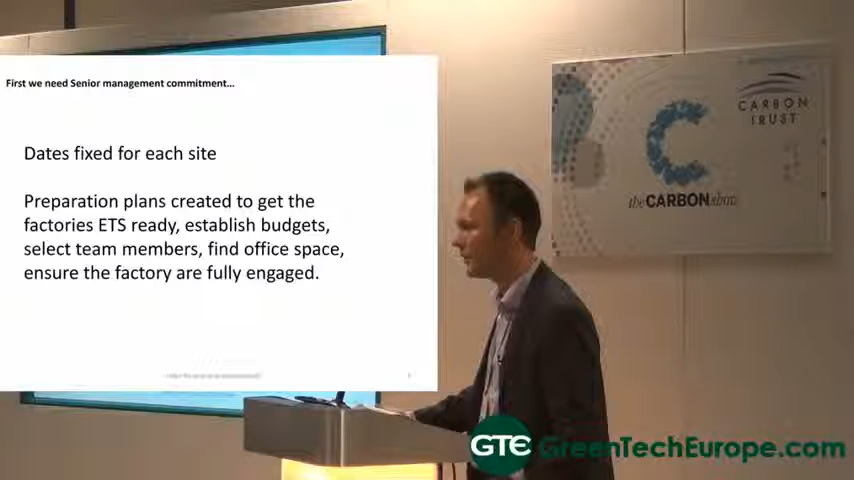 First we need Senior management commitment...
Dates fixed for each site
Preparation plans created to get the
factories ETS ready, establish budgets,
select team members, find office space,
ensure the factory are fully engaged.
CARBON
TRUST
the CARBON show
GTE GreenTechEurope.com